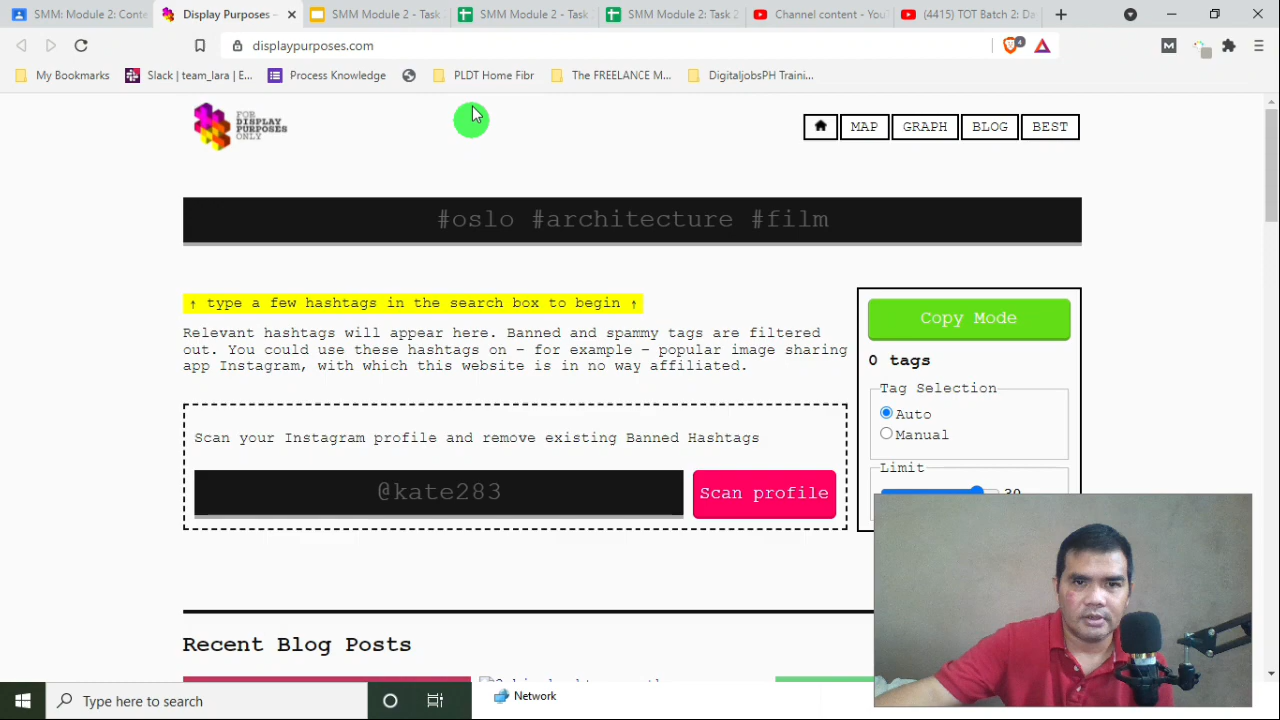 SMM Module 2: Conte
Display Purposes -
SMM Module 2 - Task
SMM Module 2 - Task
SMM Module 2: Task 2
Channel content - You
(4415) TOT Batch 2: Da
displaypurposes.com
4
M
My Bookmarks
Slack | team_lara | E...
Process Knowledge
PLDT Home Fibr
The FREELANCE M...
DigitaljobsPH Traini...
FOR
DISPLAY
PURPOSES
ONLY
MAP
GRAPH
BLOG
BEST
#oslo #architecture #film
↑ type a few hashtags in the search box to begin ↑
Relevant hashtags will appear here. Banned and spammy tags are filtered
out. You could use these hashtags on – for example – popular image sharing
app Instagram, with which this website is in no way affiliated.
Scan your Instagram profile and remove existing Banned Hashtags
@kate283
Scan profile
Copy Mode
0 tags
Tag Selection
Auto
Manual
Limit
30
Recent Blog Posts
Type here to search
Network